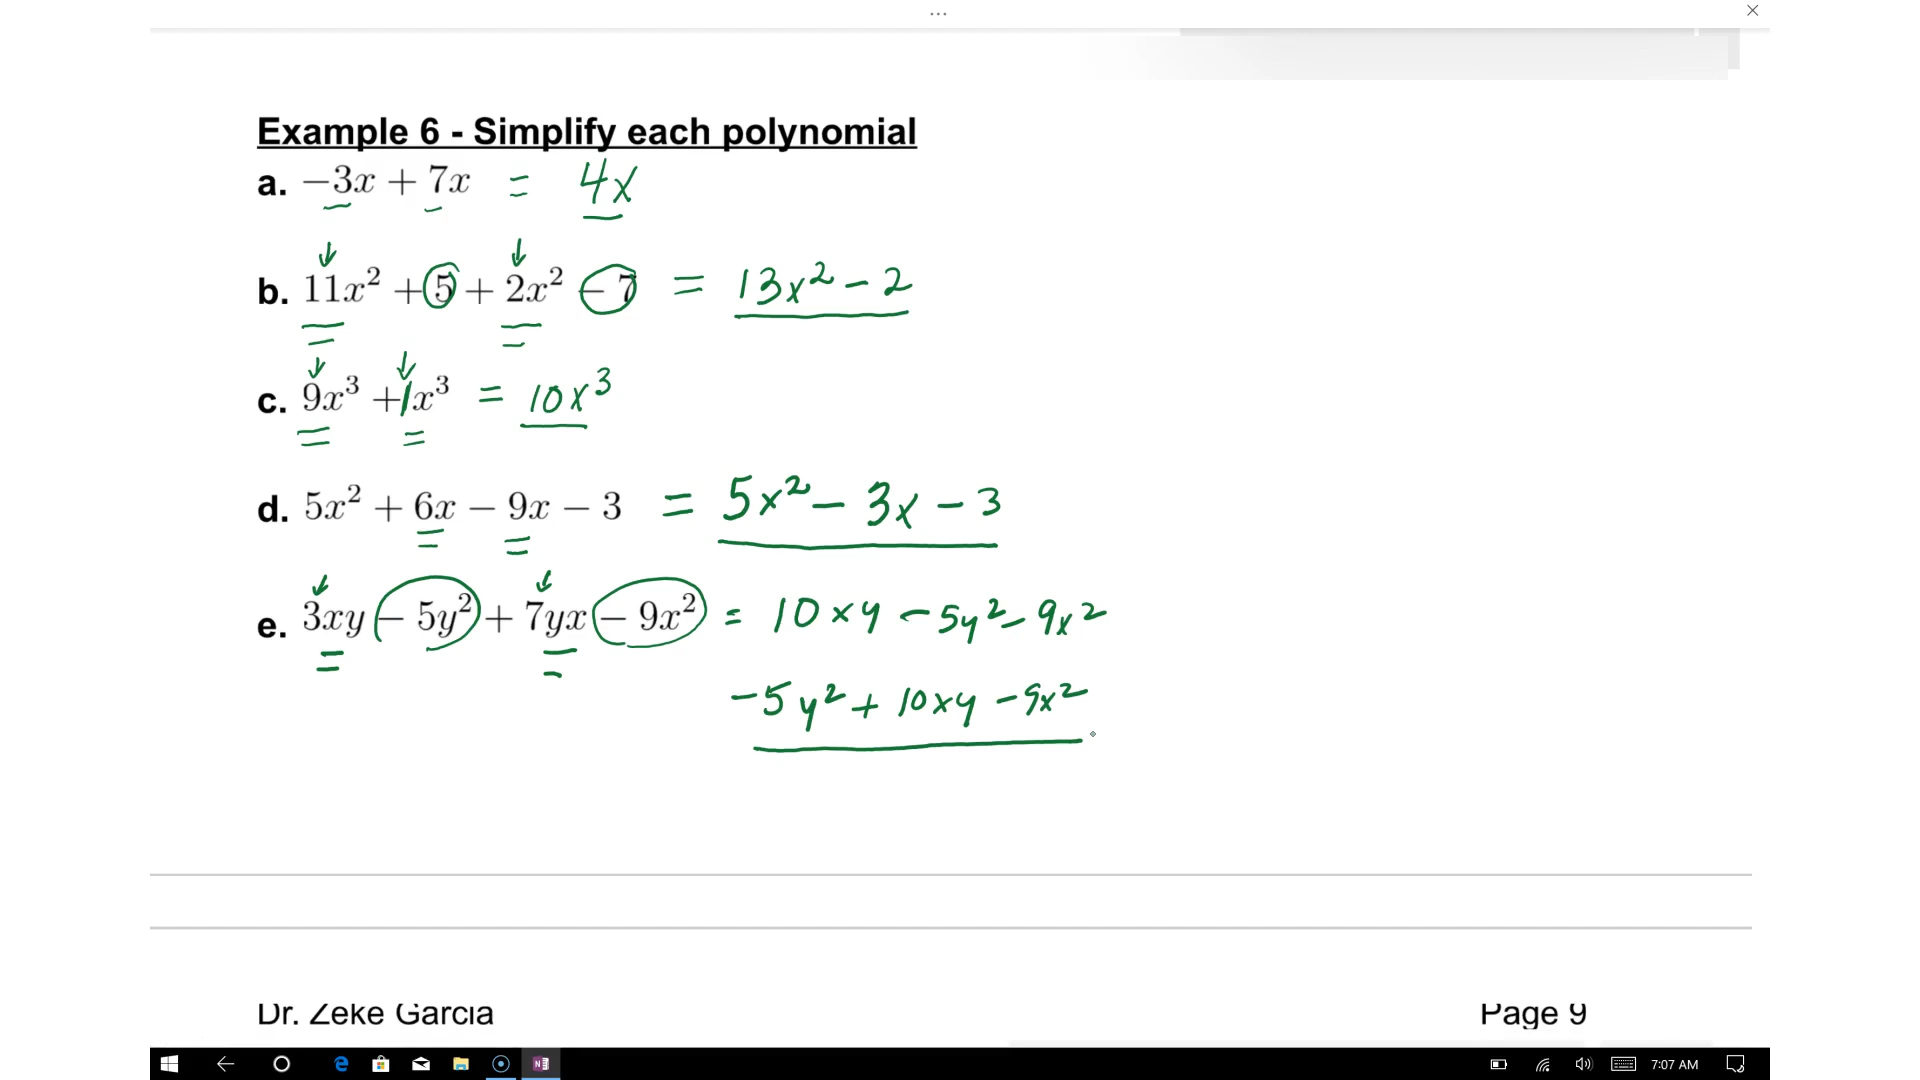 Example 6 - Simplify each polynomial
a. −3x + 7x = 4x
b. 11x² + 5 + 2x² − 7 = 13x² − 2
c. 9x³ + 1x³ = 10x³
d. 5x² + 6x − 9x − 3 = 5x² − 3x − 3
e. 3xy − 5y² + 7yx − 9x² = 10xy − 5y² − 9x²
−5y² + 10xy − 9x²
Dr. Zeke Garcia Page 9
7:07 AM